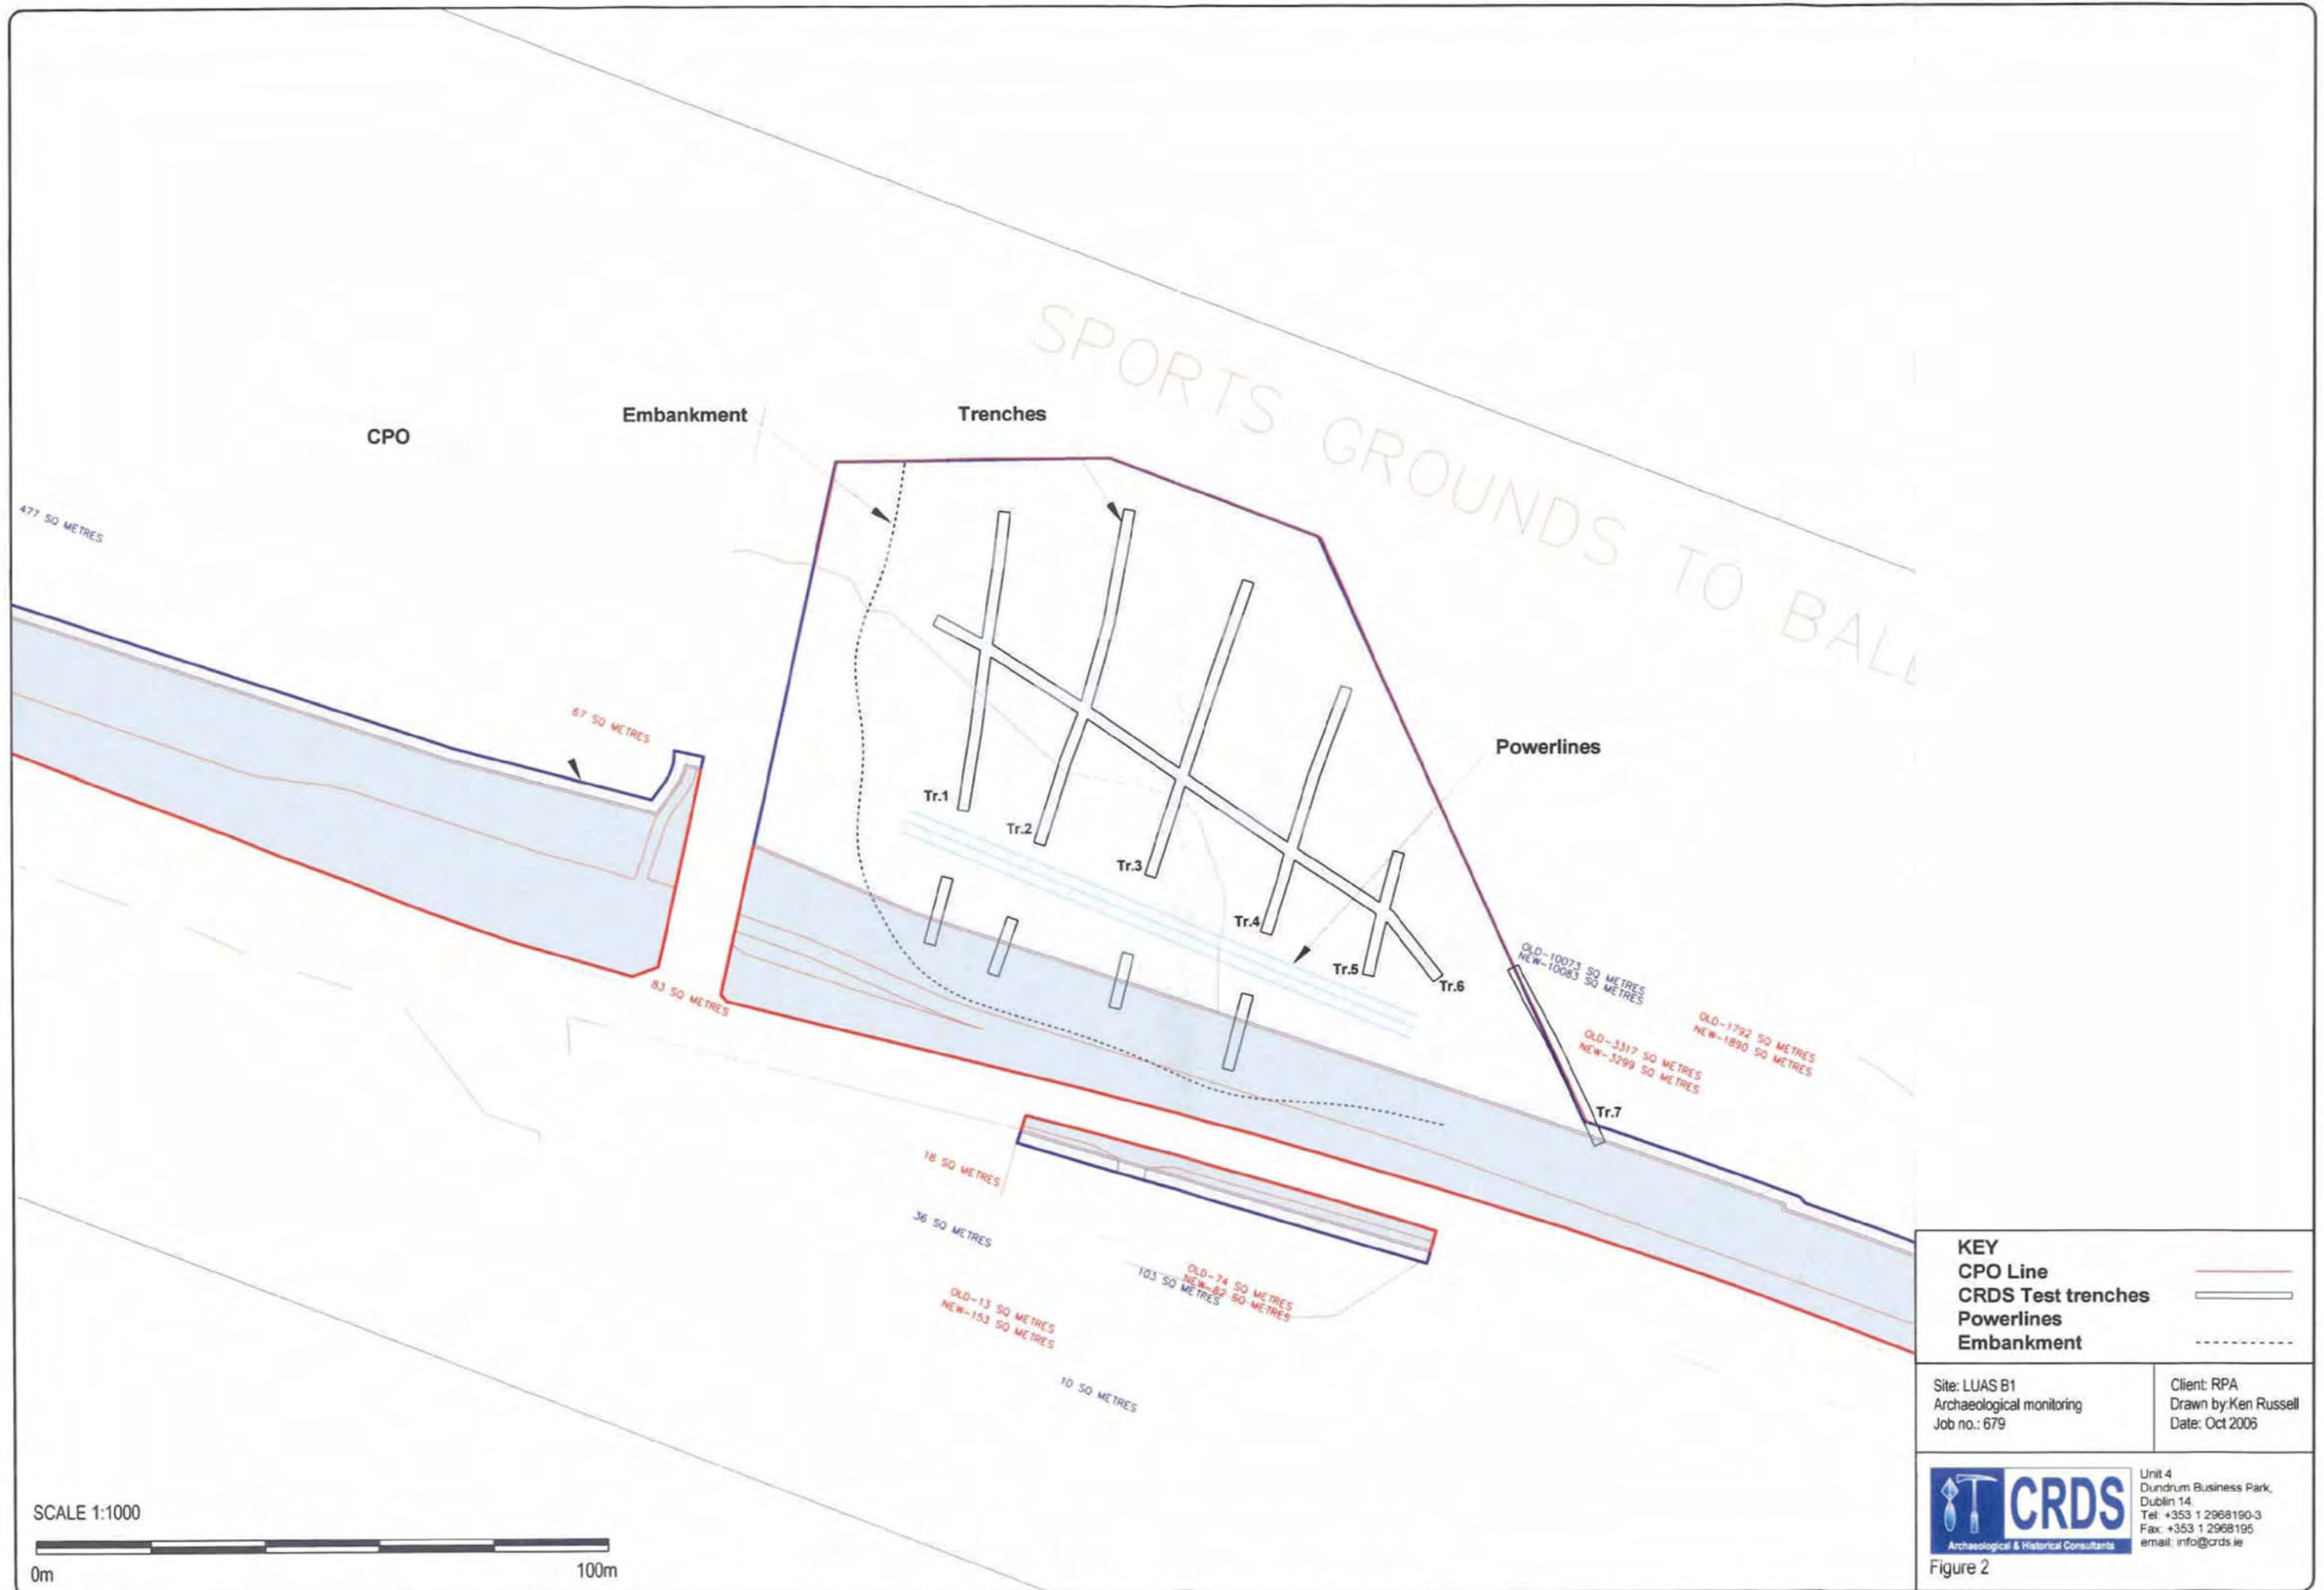 SPORTS GROUNDS TO BALL
Embankment
Trenches
CPO
477 SQ METRES
67 SQ METRES
Powerlines
Tr.1
Tr.2
Tr.3
Tr.4
Tr.5
Tr.6
Tr.7
OLD-10073 SQ METRES
NEW-10083 SQ METRES
OLD-1792 SQ METRES
NEW-1890 SQ METRES
OLD-3317 SQ METRES
NEW-3299 SQ METRES
83 SQ METRES
18 SQ METRES
36 SQ METRES
103 SQ METRES
OLD-74 SQ METRES
NEW-82 SQ METRES
OLD-13 SQ METRES
NEW-153 SQ METRES
10 SQ METRES
SCALE 1:1000
0m
100m
KEY
CPO Line
CRDS Test trenches
Powerlines
Embankment
Site: LUAS B1
Archaeological monitoring
Job no.: 679
Client: RPA
Drawn by:Ken Russell
Date: Oct 2006
CRDS
Archaeological & Historical Consultants
Unit 4
Dundrum Business Park,
Dublin 14.
Tel: +353 1 2968190-3
Fax: +353 1 2968195
email: info@crds.ie
Figure 2